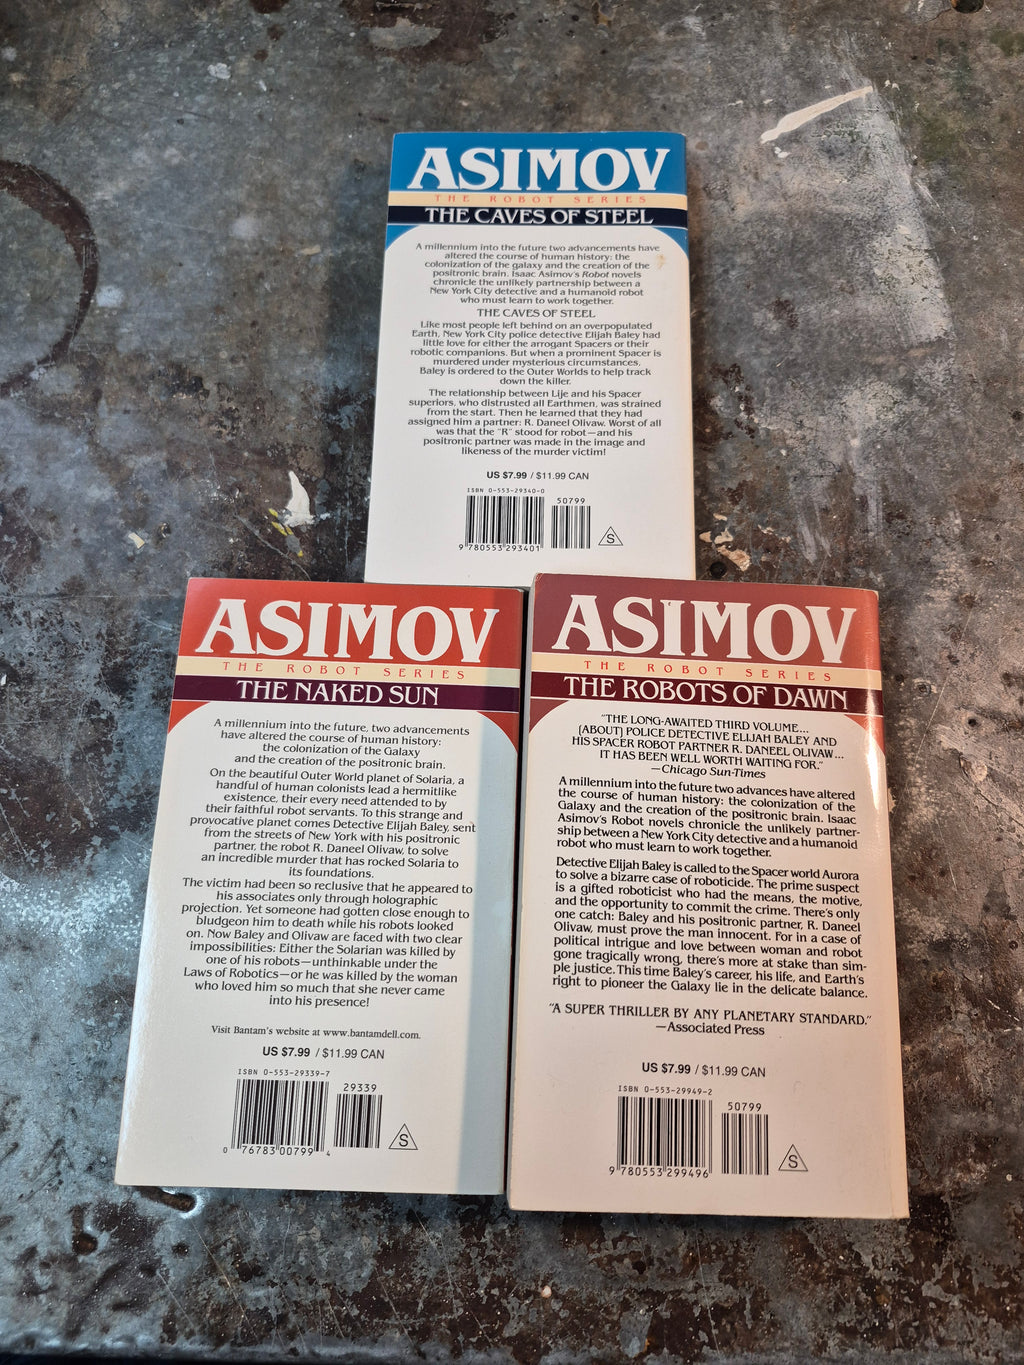 ASIMOV
THE ROBOT SERIES
THE CAVES OF STEEL
A millennium into the future two advancements have
altered the course of human history: the
colonization of the galaxy and the creation of the
positronic brain. Isaac Asimov's Robot novels
chronicle the unlikely partnership between a
New York City detective and a humanoid robot
who must learn to work together.
THE CAVES OF STEEL
Like most people left behind on an overpopulated
Earth, New York City police detective Elijah Baley had
little love for either the arrogant Spacers or their
robotic companions. But when a prominent Spacer is
murdered under mysterious circumstances,
Baley is ordered to the Outer Worlds to help track
down the killer.
The relationship between Lije and his Spacer
superiors, who distrusted all Earthmen, was strained
from the start. Then he learned that they had
assigned him a partner: R. Daneel Olivaw. Worst of all
was that the "R" stood for robot—and his
positronic partner was made in the image and
likeness of the murder victim!
US $7.99 / $11.99 CAN
ISBN 0-553-29340-0
50799
9 780553 293401
S
ASIMOV
THE ROBOT SERIES
THE NAKED SUN
A millennium into the future, two advancements
have altered the course of human history:
the colonization of the Galaxy
and the creation of the positronic brain.
On the beautiful Outer World planet of Solaria, a
handful of human colonists lead a hermitlike
existence, their every need attended to by
their faithful robot servants. To this strange and
provocative planet comes Detective Elijah Baley, sent
from the streets of New York with his positronic
partner, the robot R. Daneel Olivaw, to solve
an incredible murder that has rocked Solaria to
its foundations.
The victim had been so reclusive that he appeared to
his associates only through holographic
projection. Yet someone had gotten close enough to
bludgeon him to death while his robots looked
on. Now Baley and Olivaw are faced with two clear
impossibilities: Either the Solarian was killed by
one of his robots—unthinkable under the
Laws of Robotics—or he was killed by the woman
who loved him so much that she never came
into his presence!
Visit Bantam's website at www.bantamdell.com.
US $7.99 / $11.99 CAN
ISBN 0-553-29339-7
29339
0 76783 00799 4
S
ASIMOV
THE ROBOT SERIES
THE ROBOTS OF DAWN
"THE LONG-AWAITED THIRD VOLUME...
(ABOUT) POLICE DETECTIVE ELIJAH BALEY AND
HIS SPACER ROBOT PARTNER R. DANEEL OLIVAW...
IT HAS BEEN WELL WORTH WAITING FOR."
—Chicago Sun-Times
A millennium into the future two advances have altered
the course of human history: the colonization of the
Galaxy and the creation of the positronic brain. Isaac
Asimov's Robot novels chronicle the unlikely partner-
ship between a New York City detective and a humanoid
robot who must learn to work together.
Detective Elijah Baley is called to the Spacer world Aurora
to solve a bizarre case of roboticide. The prime suspect
is a gifted roboticist who had the means, the motive,
and the opportunity to commit the crime. There's only
one catch: Baley and his positronic partner, R. Daneel
Olivaw, must prove the man innocent. For in a case of
political intrigue and love between woman and robot
gone tragically wrong, there's more at stake than sim-
ple justice. This time Baley's career, his life, and Earth's
right to pioneer the Galaxy lie in the delicate balance.
"A SUPER THRILLER BY ANY PLANETARY STANDARD."
—Associated Press
US $7.99 / $11.99 CAN
ISBN 0-553-29949-2
50799
9 780553 299496
S